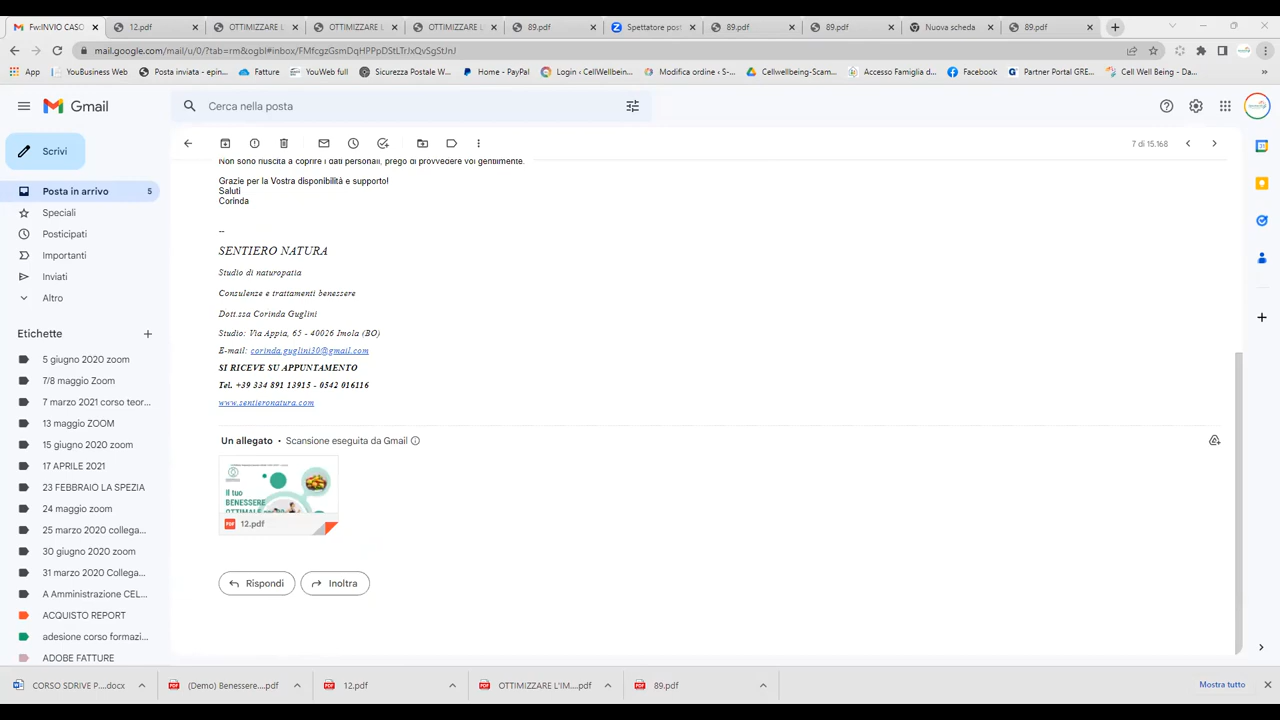 Fw:INVIO CASO
12.pdf
OTTIMIZZARE
OTTIMIZZARE
OTTIMIZZARE L
89.pdf
Spettatore post
89.pdf
89.pdf
Nuova scheda
89.pdf
mail.google.com/mail/u/0/?tab=rm&ogbl#inbox/FMfcgzGsmDqHPPpDStLTrJxQvSgStUnJ
App
YouBusiness Web
Posta inviata - epin...
Fatture
YouWeb full
Sicurezza Postale W...
Home - PayPal
Login ‹ CellWellbein...
Modifica ordine ‹ S-...
Cellwellbeing-Scam...
Accesso Famiglia d...
Facebook
Partner Portal GRE...
Cell Well Being - Da...
Gmail
Cerca nella posta
Scrivi
7 di 15.168
Posta in arrivo 5
Speciali
Posticipati
Importanti
Inviati
Altro
Etichette
5 giugno 2020 zoom
7/8 maggio Zoom
7 marzo 2021 corso teor...
13 maggio ZOOM
15 giugno 2020 zoom
17 APRILE 2021
23 FEBBRAIO LA SPEZIA
24 maggio zoom
25 marzo 2020 collega...
30 giugno 2020 zoom
31 marzo 2020 Collega...
A Amministrazione CEL...
ACQUISTO REPORT
adesione corso formazi...
ADOBE FATTURE
Non sono riuscita a coprire i dati personali, prego di provvedere voi gentilmente.
Grazie per la Vostra disponibilità e supporto!
Saluti
Corinda
--
SENTIERO NATURA
Studio di naturopatia
Consulenze e trattamenti benessere
Dott.ssa Corinda Guglini
Studio: Via Appia, 65 - 40026 Imola (BO)
E-mail: corinda.guglini30@gmail.com
SI RICEVE SU APPUNTAMENTO
Tel. +39 334 891 13915 - 0542 016116
www.sentieronatura.com
Un allegato • Scansione eseguita da Gmail
Il tuo
BENESSERE
PDF 12.pdf
Rispondi
Inoltra
CORSO SDRIVE P....docx
(Demo) Benessere....pdf
12.pdf
OTTIMIZZARE L'IM....pdf
89.pdf
Mostra tutto